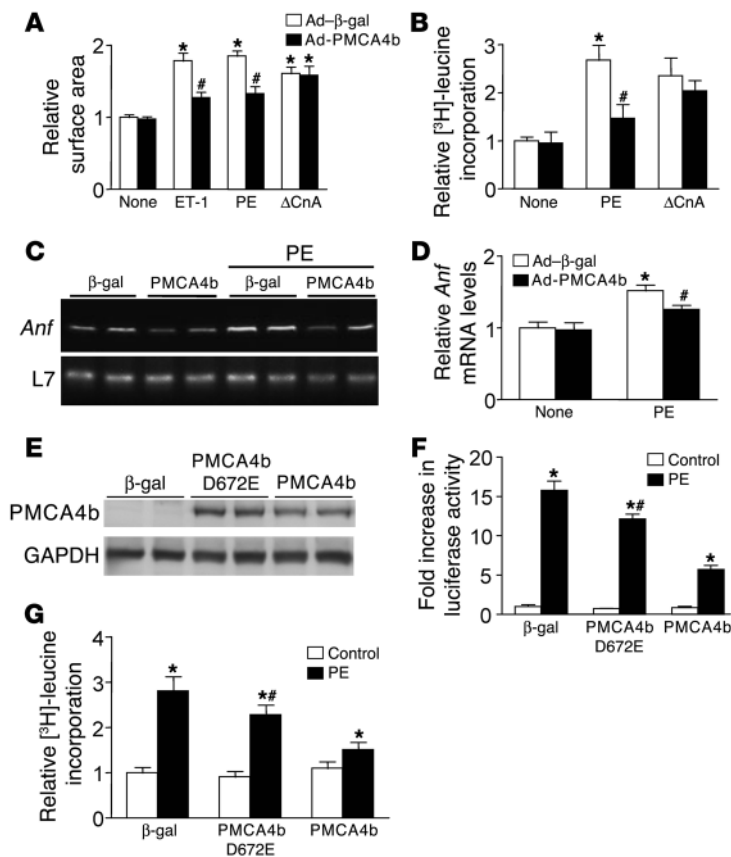 A
Ad–β-gal
Ad-PMCA4b
Relative
surface area
2
1
0
*
#
*
#
*
*
None
ET-1
PE
ΔCnA
B
Relative [³H]-leucine
incorporation
3
2
1
0
*
#
None
PE
ΔCnA
C
PE
β-gal
PMCA4b
β-gal
PMCA4b
Anf
L7
D
Ad–β-gal
Ad-PMCA4b
Relative Anf
mRNA levels
2
1
0
*
#
None
PE
E
β-gal
PMCA4b
D672E
PMCA4b
PMCA4b
GAPDH
F
Control
PE
Fold increase in
luciferase activity
20
15
10
5
0
*
*#
*
β-gal
PMCA4b
D672E
PMCA4b
G
Control
PE
Relative [³H]-leucine
incorporation
4
3
2
1
0
*
*#
*
β-gal
PMCA4b
D672E
PMCA4b